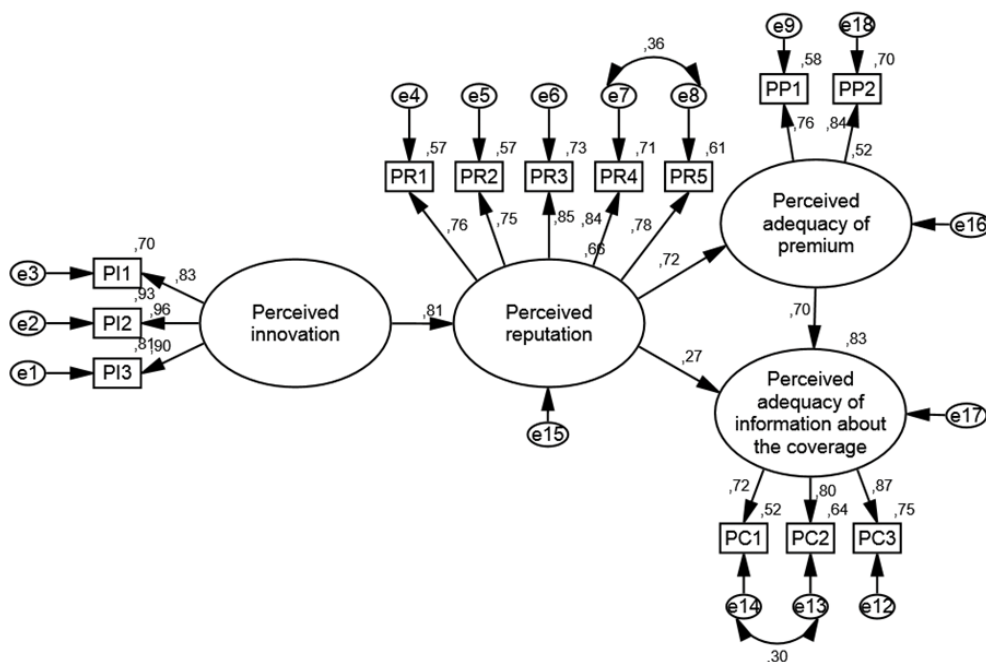 e9
e18
,36
,58
,70
e4
e5
e6
e7
e8
PP1
PP2
,57
,57
,73
,71
,61
,76
,84
PR1
PR2
PR3
PR4
PR5
,52
,76
,75
,85
,84
,78
,66
Perceived
adequacy of
premium
e16
,70
,72
e3
PI1
,83
,93
e2
PI2
,96
Perceived
innovation
,81
Perceived
reputation
,70
,81
,90
e1
PI3
,83
,27
Perceived
adequacy of
information about
the coverage
e17
e15
,72
,80
,87
,52
,64
,75
PC1
PC2
PC3
e14
e13
e12
,30